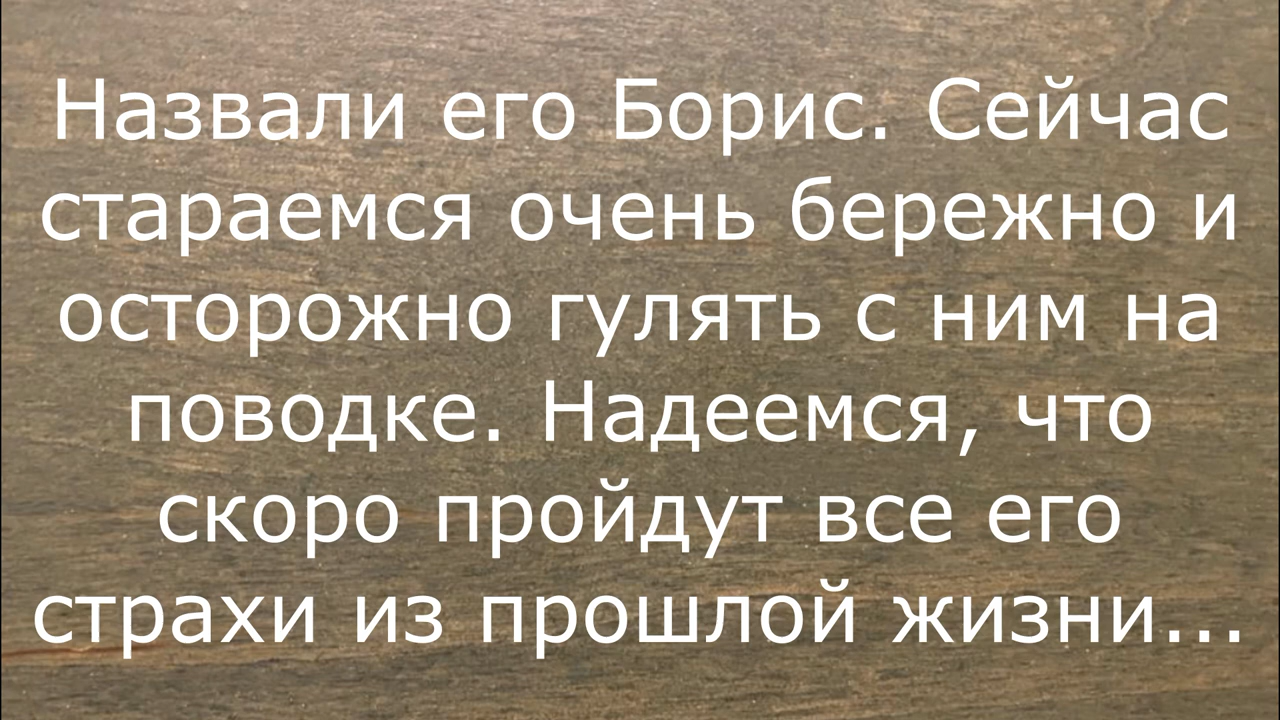 Назвали его Борис. Сейчас
стараемся очень бережно и
осторожно гулять с ним на
поводке. Надеемся, что
скоро пройдут все его
страхи из прошлой жизни...